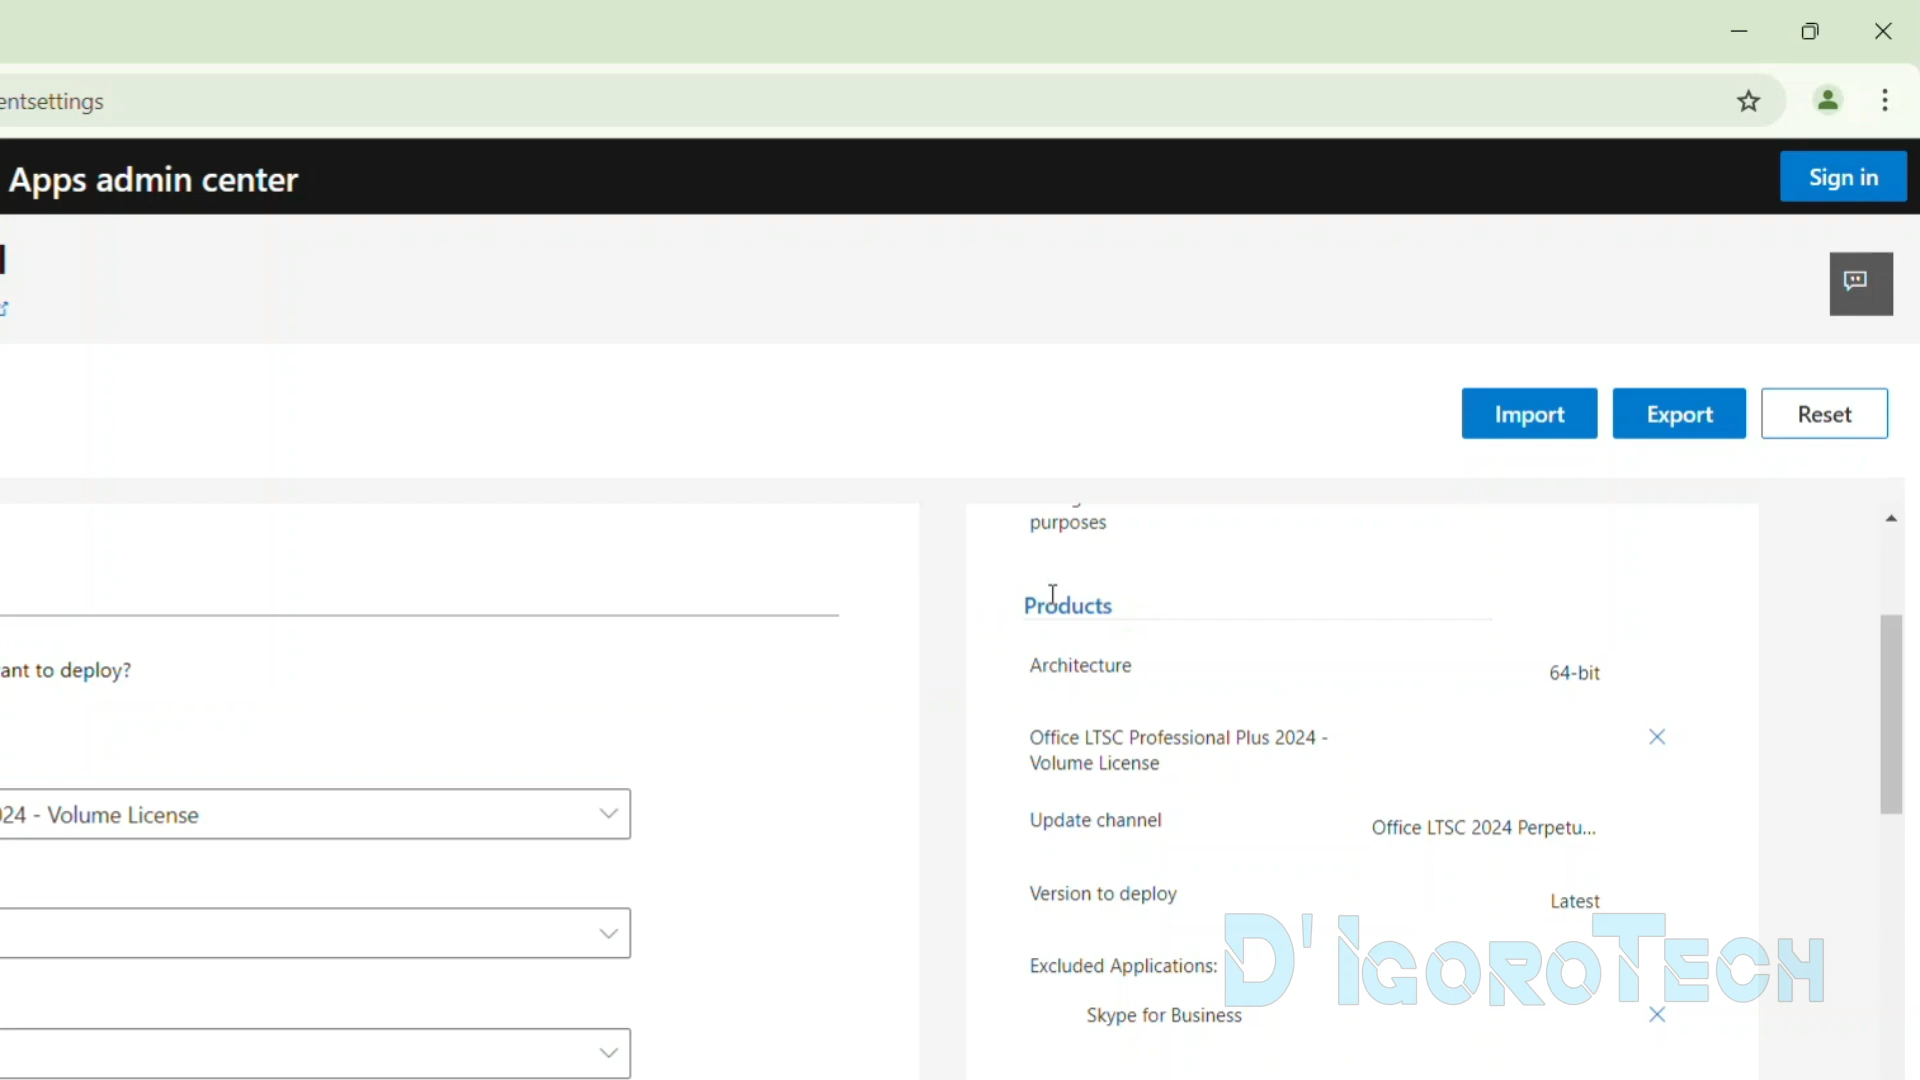 entsettings
Apps admin center
Sign in
Import
Export
Reset
purposes
Products
ant to deploy?
Architecture
64-bit
Office LTSC Professional Plus 2024 -
Volume License
24 - Volume License
Update channel
Office LTSC 2024 Perpetu...
Version to deploy
Latest
Excluded Applications:
Skype for Business
D'IGOROTECH